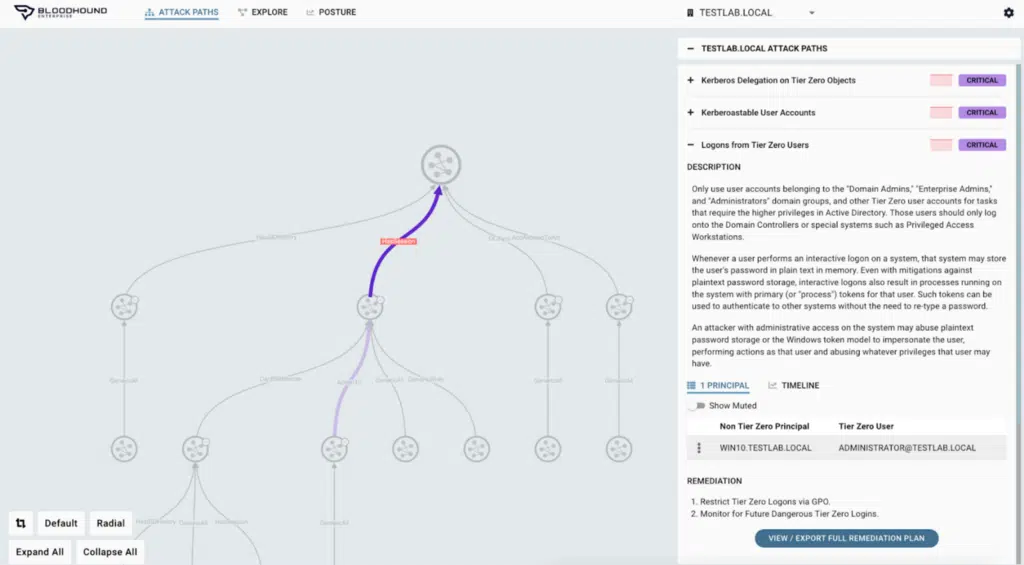 BLOODHOUND
ENTERPRISE
ATTACK PATHS
EXPLORE
POSTURE
TESTLAB.LOCAL
TESTLAB.LOCAL ATTACK PATHS
Kerberos Delegation on Tier Zero Objects CRITICAL
Kerberoastable User Accounts CRITICAL
Logons from Tier Zero Users CRITICAL
DESCRIPTION
Only use user accounts belonging to the "Domain Admins," "Enterprise Admins,"
and "Administrators" domain groups, and other Tier Zero user accounts for tasks
that require the higher privileges in Active Directory. Those users should only log
onto the Domain Controllers or special systems such as Privileged Access
Workstations.
Whenever a user performs an interactive logon on a system, that system may store
the user's password in plain text in memory. Even with mitigations against
plaintext password storage, interactive logons also result in processes running on
the system with primary (or "process") tokens for that user. Such tokens can be
used to authenticate to other systems without the need to re-type a password.
An attacker with administrative access on the system may abuse plaintext
password storage or the Windows token model to impersonate the user,
performing actions as that user and abusing whatever privileges that user may
have.
1 PRINCIPAL
TIMELINE
Show Muted
Non Tier Zero Principal Tier Zero User
WIN10.TESTLAB.LOCAL ADMINISTRATOR@TESTLAB.LOCAL
REMEDIATION
1. Restrict Tier Zero Logons via GPO.
2. Monitor for Future Dangerous Tier Zero Logins.
VIEW / EXPORT FULL REMEDIATION PLAN
HasSession
Default
Radial
Expand All
Collapse All